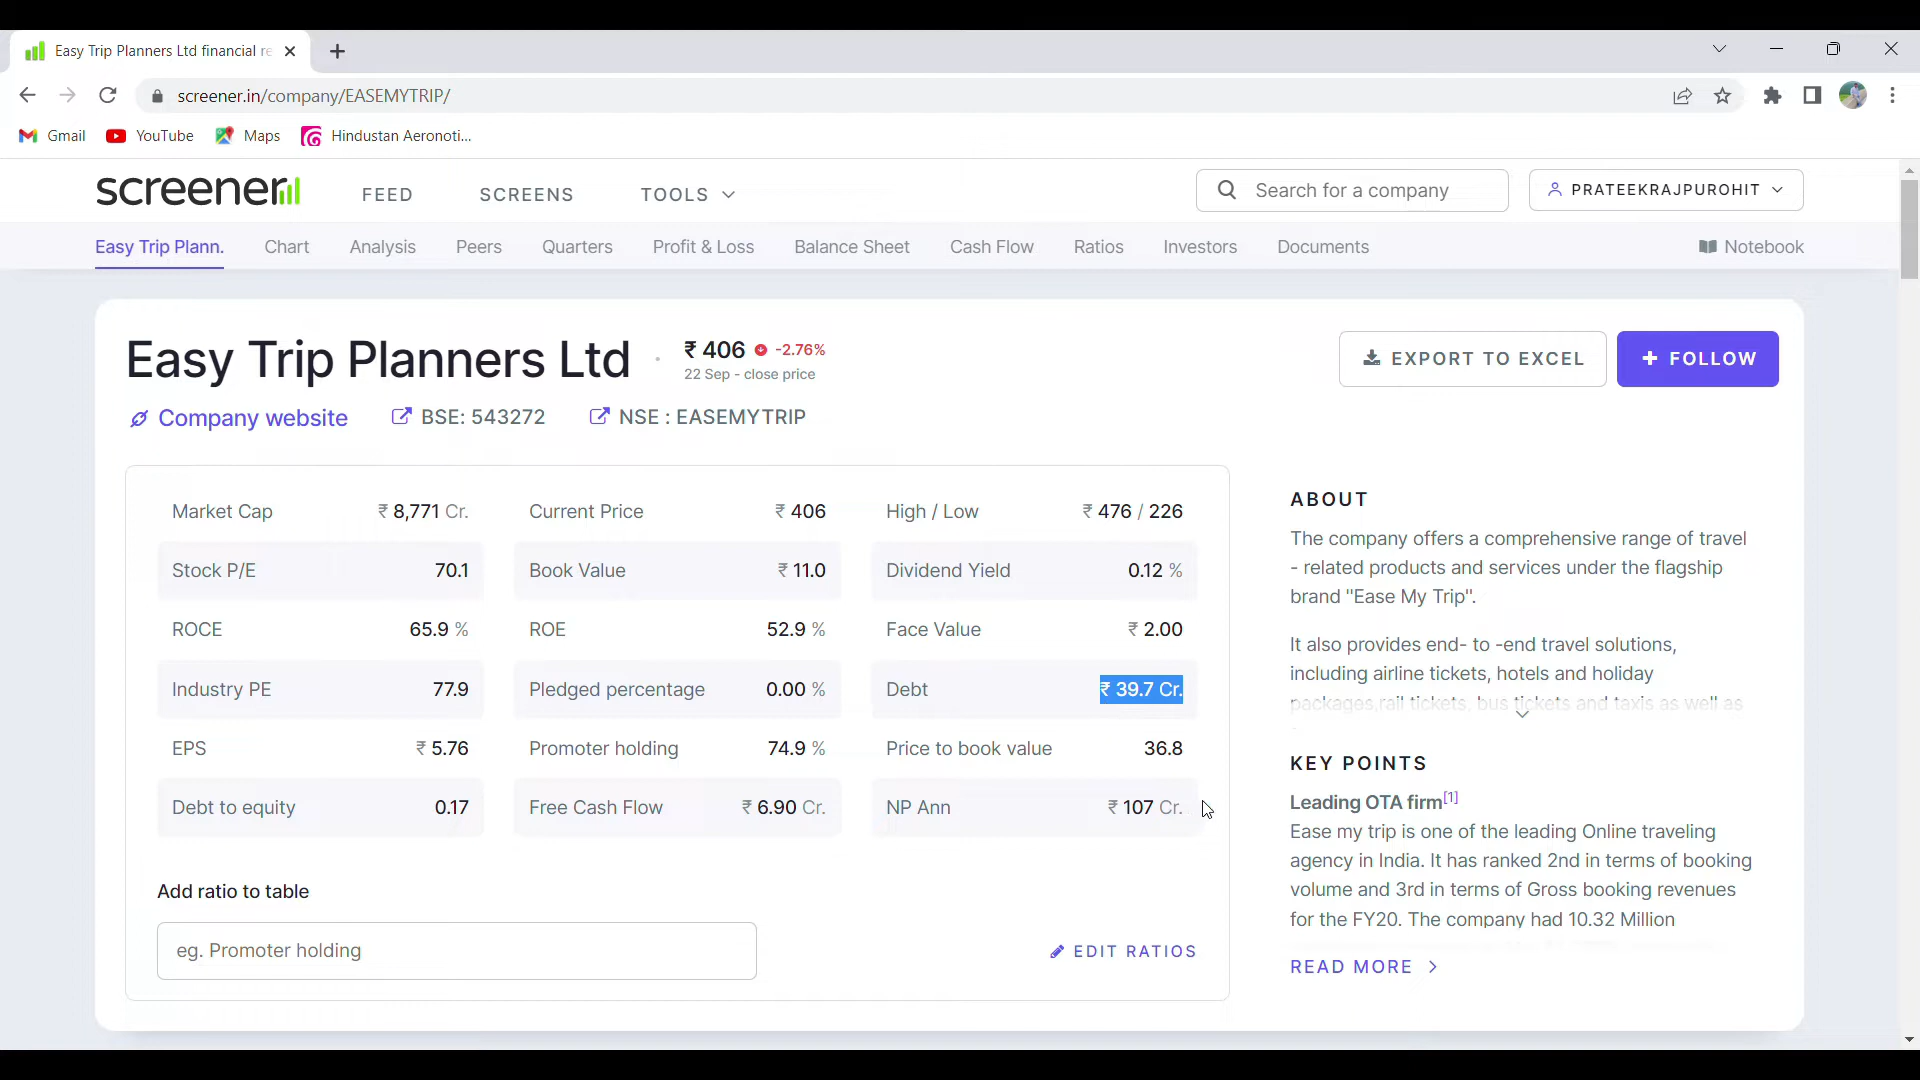 Easy Trip Planners Ltd financial re
screener.in/company/EASEMYTRIP/
Gmail YouTube Maps Hindustan Aeronoti...
screener FEED SCREENS TOOLS Search for a company PRATEEKRAJPUROHIT
Easy Trip Plann. Chart Analysis Peers Quarters Profit & Loss Balance Sheet Cash Flow Ratios Investors Documents Notebook
Easy Trip Planners Ltd · ₹ 406 -2.76%
22 Sep - close price
EXPORT TO EXCEL + FOLLOW
Company website BSE: 543272 NSE : EASEMYTRIP
Market Cap ₹ 8,771 Cr. Current Price ₹ 406 High / Low ₹ 476 / 226
Stock P/E 70.1 Book Value ₹ 11.0 Dividend Yield 0.12 %
ROCE 65.9 % ROE 52.9 % Face Value ₹ 2.00
Industry PE 77.9 Pledged percentage 0.00 % Debt ₹ 39.7 Cr.
EPS ₹ 5.76 Promoter holding 74.9 % Price to book value 36.8
Debt to equity 0.17 Free Cash Flow ₹ 6.90 Cr. NP Ann ₹ 107 Cr.
Add ratio to table
eg. Promoter holding
EDIT RATIOS
ABOUT
The company offers a comprehensive range of travel
- related products and services under the flagship
brand "Ease My Trip".
It also provides end- to -end travel solutions,
including airline tickets, hotels and holiday
packages,rail tickets, bus tickets and taxis as well as
KEY POINTS
Leading OTA firm[1]
Ease my trip is one of the leading Online traveling
agency in India. It has ranked 2nd in terms of booking
volume and 3rd in terms of Gross booking revenues
for the FY20. The company had 10.32 Million
READ MORE